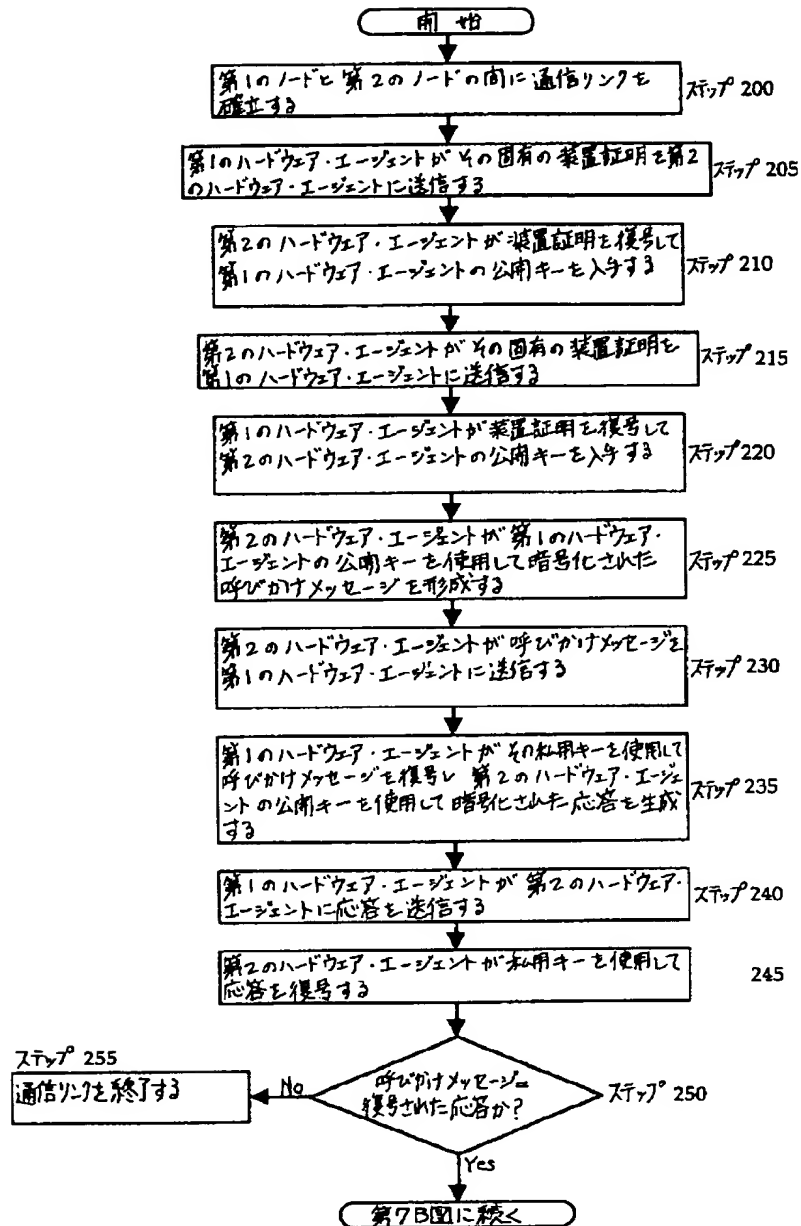 開始
第1のノードと第2のノードの間に通信リンクを
確立する
ステップ 200
第1のハードウェア・エージェントがその固有の装置証明を第2
のハードウェア・エージェントに送信する
ステップ 205
第2のハードウェア・エージェントが装置証明を復号して
第1のハードウェア・エージェントの公開キーを入手する
ステップ 210
第2のハードウェア・エージェントがその固有の装置証明を
第1のハードウェア・エージェントに送信する
ステップ 215
第1のハードウェア・エージェントが装置証明を復号して
第2のハードウェア・エージェントの公開キーを入手する
ステップ 220
第2のハードウェア・エージェントが第1のハードウェア・
エージェントの公開キーを使用して暗号化された
呼びかけメッセージを形成する
ステップ 225
第2のハードウェア・エージェントが呼びかけメッセージを
第1のハードウェア・エージェントに送信する
ステップ 230
第1のハードウェア・エージェントがその私用キーを使用して
呼びかけメッセージを復号し 第2のハードウェア・エージェ
ントの公開キーを使用して暗号化された応答を生成
する
ステップ 235
第1のハードウェア・エージェントが第2のハードウェア・
エージェントに応答を送信する
ステップ 240
第2のハードウェア・エージェントが私用キーを使用して
応答を復号する
245
呼びかけメッセージ=
復号された応答か?
ステップ 250
No
ステップ 255
通信リンクを終了する
Yes
第7B図に続く